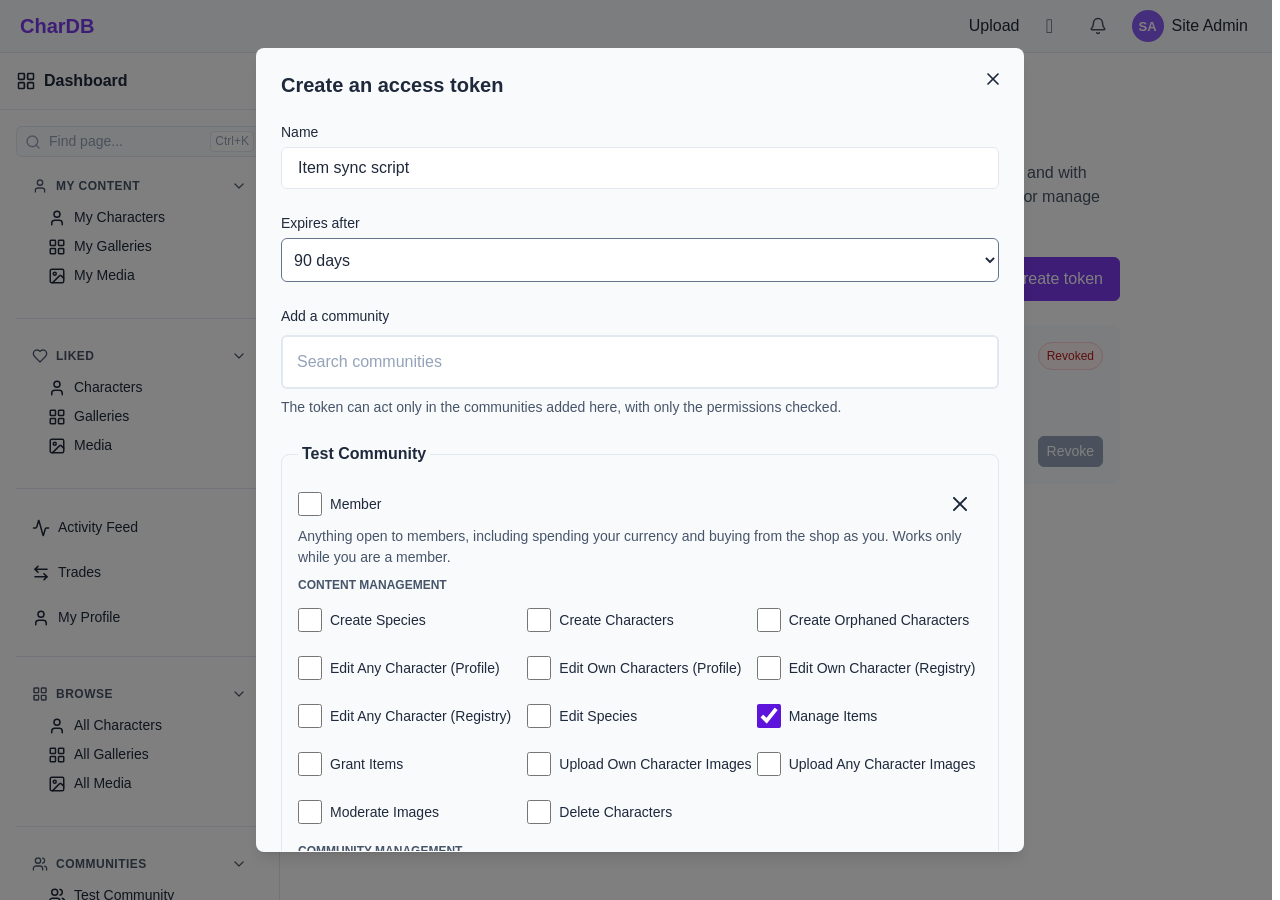 CharDB
Upload
SA
Site Admin
Dashboard
Find page...
Ctrl+K
MY CONTENT
My Characters
My Galleries
My Media
LIKED
Characters
Galleries
Media
Activity Feed
Trades
My Profile
BROWSE
All Characters
All Galleries
All Media
COMMUNITIES
Test Community
and with
or manage
reate token
Revoked
Revoke
Create an access token
Name
Item sync script
Expires after
90 days
Add a community
Search communities
The token can act only in the communities added here, with only the permissions checked.
Test Community
Member
Anything open to members, including spending your currency and buying from the shop as you. Works only
while you are a member.
CONTENT MANAGEMENT
Create Species
Create Characters
Create Orphaned Characters
Edit Any Character (Profile)
Edit Own Characters (Profile)
Edit Own Character (Registry)
Edit Any Character (Registry)
Edit Species
Manage Items
Grant Items
Upload Own Character Images
Upload Any Character Images
Moderate Images
Delete Characters
COMMUNITY MANAGEMENT